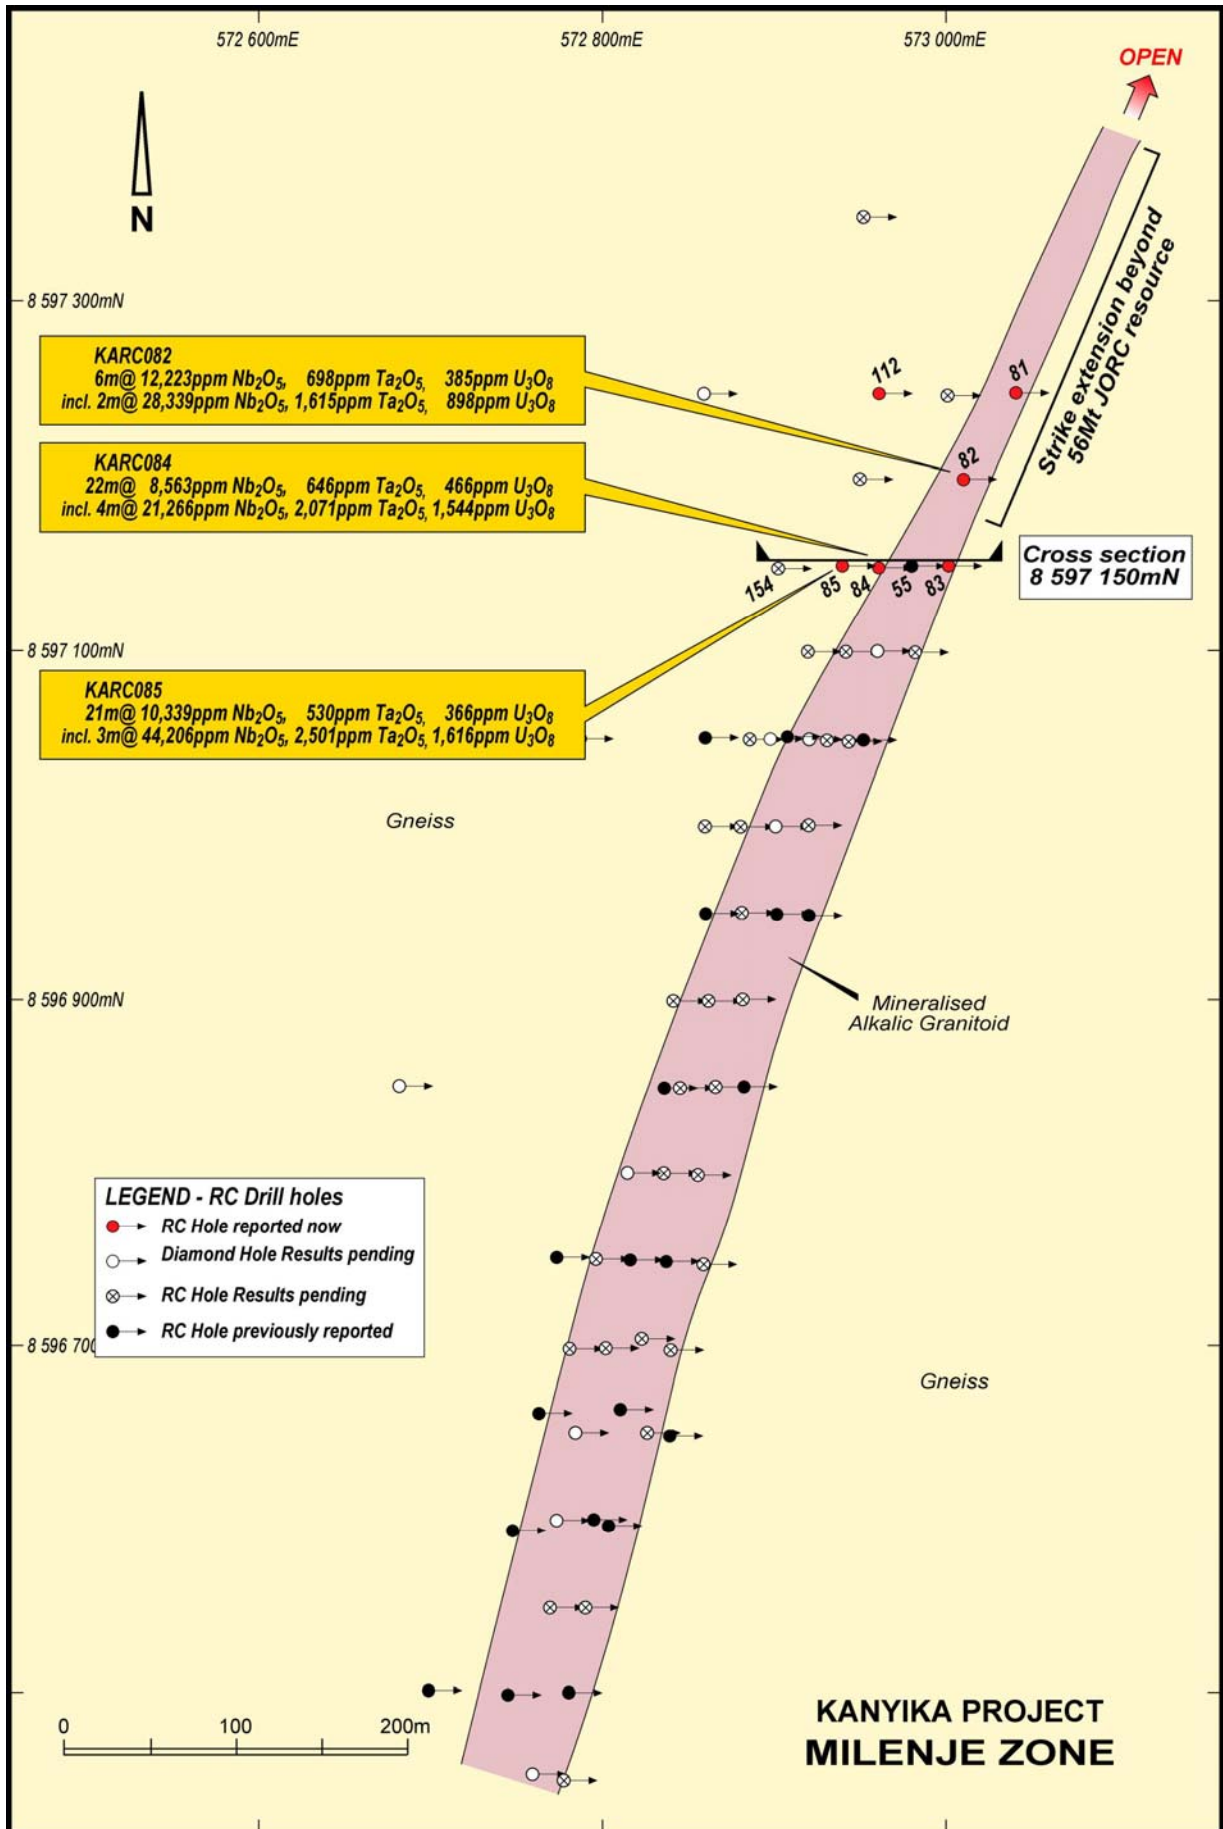 572 600mE 572 800mE 573 000mE
OPEN
N
8 597 300mN
Strike extension beyond
56Mt JORC resource
KARC082
6m@ 12,223ppm Nb₂O₅, 698ppm Ta₂O₅, 385ppm U₃O₈
incl. 2m@ 28,339ppm Nb₂O₅, 1,615ppm Ta₂O₅, 898ppm U₃O₈
112
81
82
KARC084
22m@ 8,563ppm Nb₂O₅, 646ppm Ta₂O₅, 466ppm U₃O₈
incl. 4m@ 21,266ppm Nb₂O₅, 2,071ppm Ta₂O₅, 1,544ppm U₃O₈
Cross section
8 597 150mN
154 85 84 55 83
8 597 100mN
KARC085
21m@ 10,339ppm Nb₂O₅, 530ppm Ta₂O₅, 366ppm U₃O₈
incl. 3m@ 44,206ppm Nb₂O₅, 2,501ppm Ta₂O₅, 1,616ppm U₃O₈
Gneiss
8 596 900mN
Mineralised
Alkalic Granitoid
LEGEND - RC Drill holes
RC Hole reported now
Diamond Hole Results pending
RC Hole Results pending
RC Hole previously reported
8 596 700
Gneiss
0 100 200m
KANYIKA PROJECT
MILENJE ZONE